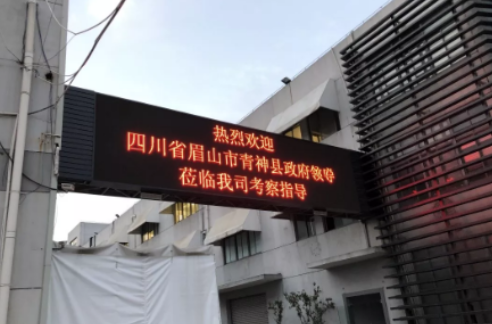 热烈欢迎
四川省眉山市青神县政府领导
莅临我司考察指导